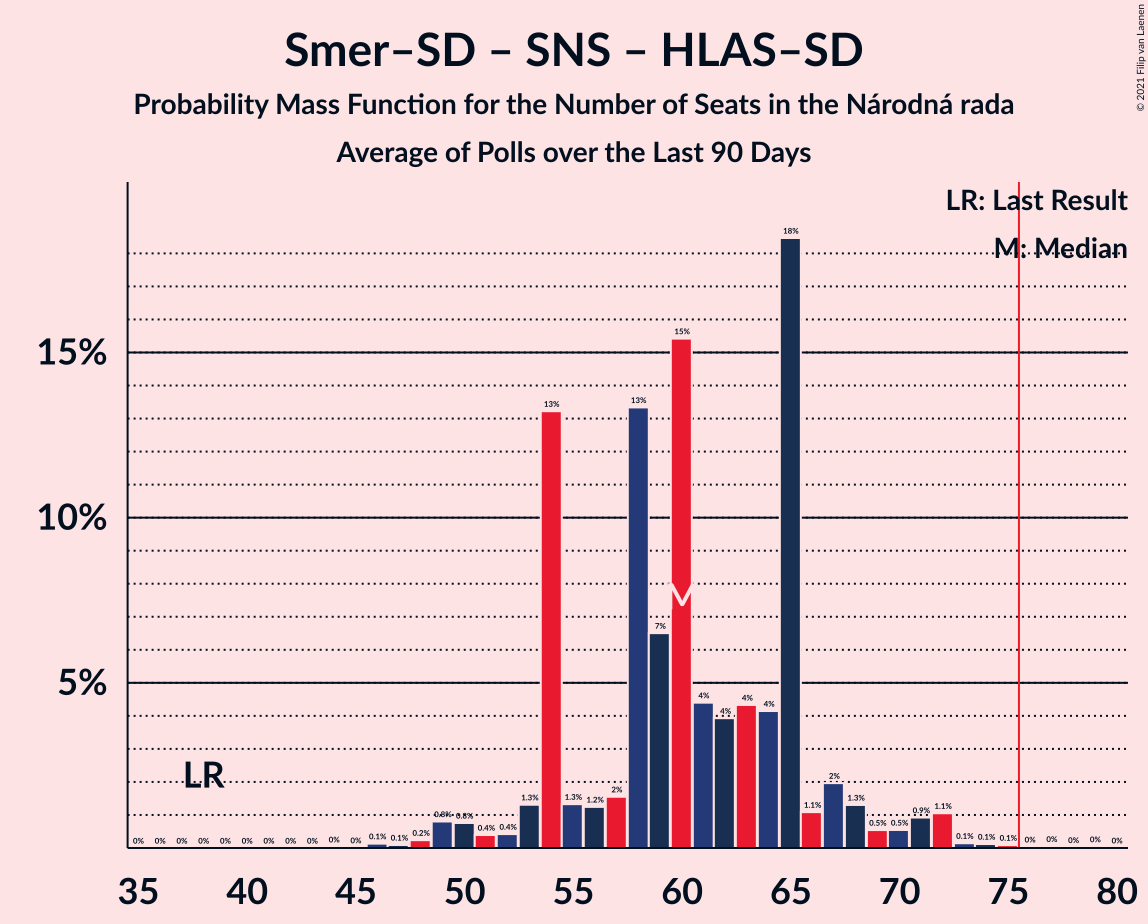 Smer–SD – SNS – HLAS–SD
Probability Mass Function for the Number of Seats in the Národná rada
Average of Polls over the Last 90 Days
© 2021 Filip van Laenen
LR: Last Result
M: Median
15%
10%
5%
LR
M
0% 0% 0% 0% 0% 0% 0% 0% 0% 0% 0% 0.1% 0.1% 0.2% 0.8% 0.8% 0.4% 0.4% 1.3% 13% 1.3% 1.2% 2% 13% 7% 15% 4% 4% 4% 4% 18% 1.1% 2% 1.3% 0.5% 0.5% 0.9% 1.1% 0.1% 0.1% 0.1% 0% 0% 0% 0% 0%
35 40 45 50 55 60 65 70 75 80